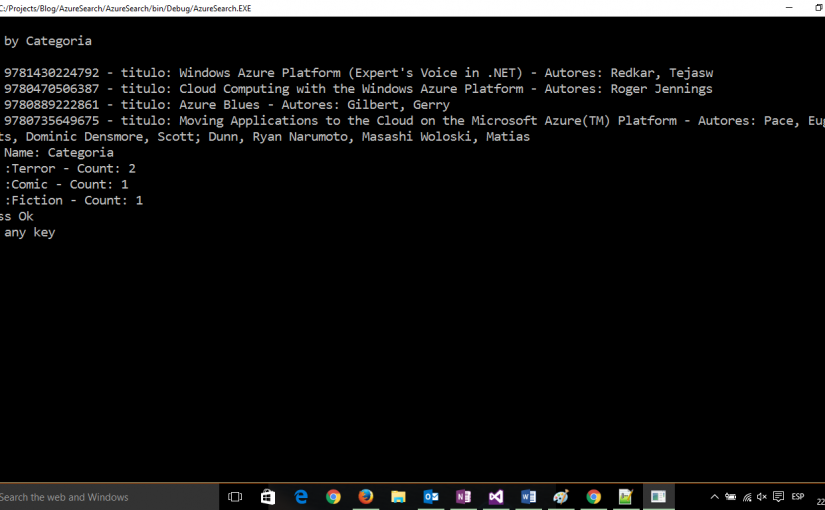 C:/Projects/Blog/AzureSearch/AzureSearch/bin/Debug/AzureSearch.EXE
by Categoria
9781430224792 - titulo: Windows Azure Platform (Expert's Voice in .NET) - Autores: Redkar, Tejasw
9780470506387 - titulo: Cloud Computing with the Windows Azure Platform - Autores: Roger Jennings
9780889222861 - titulo: Azure Blues - Autores: Gilbert, Gerry
9780735649675 - titulo: Moving Applications to the Cloud on the Microsoft Azure(TM) Platform - Autores: Pace, Eug
ts, Dominic Densmore, Scott; Dunn, Ryan Narumoto, Masashi Woloski, Matias
Name: Categoria
:Terror - Count: 2
:Comic - Count: 1
:Fiction - Count: 1
ss Ok
any key
Search the web and Windows
ESP
22